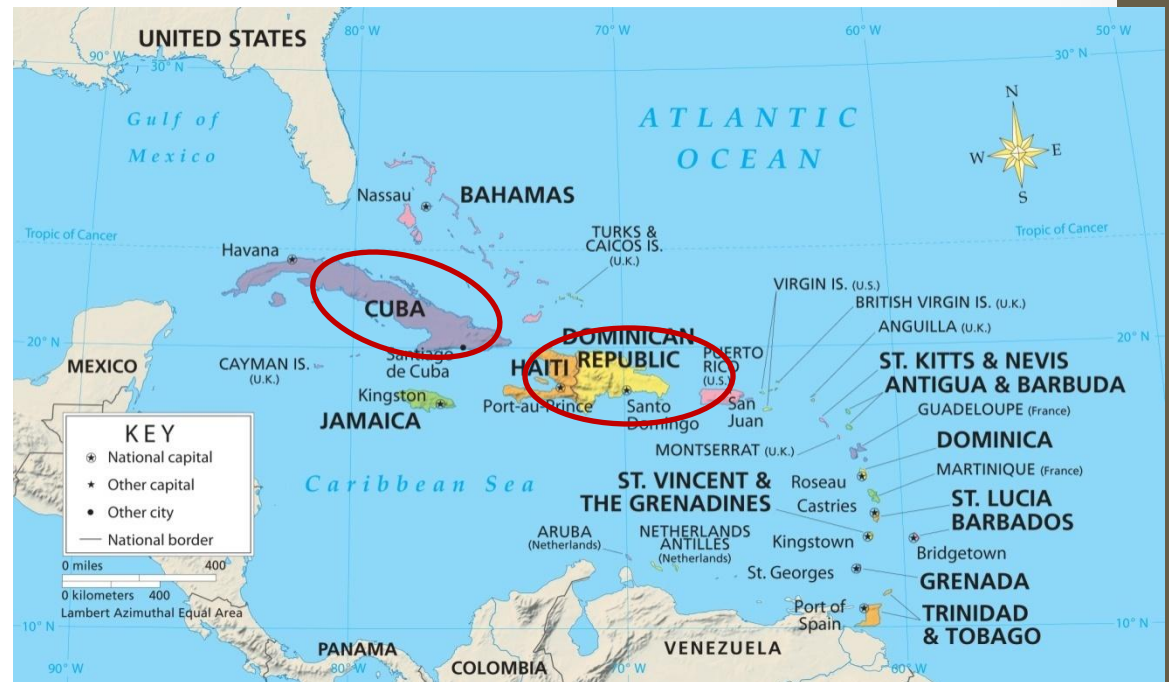 80° W
70° W
60° W
50° W
UNITED STATES
90° W
30° N
30° N
Gulf of
Mexico
ATLANTIC
OCEAN
N
W
E
S
Nassau
BAHAMAS
Tropic of Cancer
Tropic of Cancer
Havana
TURKS &
CAICOS IS.
(U.K.)
VIRGIN IS. (U.S.)
BRITISH VIRGIN IS. (U.K.)
ANGUILLA (U.K.)
CUBA
20° N
20° N
MEXICO
CAYMAN IS.
(U.K.)
Santiago
de Cuba
HAITI
DOMINICAN
REPUBLIC
PUERTO
RICO
(U.S.)
ST. KITTS & NEVIS
ANTIGUA & BARBUDA
GUADELOUPE (France)
Kingston
JAMAICA
Port-au-Prince
Santo
Domingo
San
Juan
MONTSERRAT (U.K.)
DOMINICA
MARTINIQUE (France)
KEY
National capital
Other capital
Other city
National border
Caribbean Sea
ST. VINCENT &
THE GRENADINES
Roseau
Castries
ST. LUCIA
BARBADOS
ARUBA
(Netherlands)
NETHERLANDS
ANTILLES
(Netherlands)
Kingstown
Bridgetown
St. Georges
GRENADA
0 miles 400
0 kilometers 400
Lambert Azimuthal Equal Area
Port of
Spain
TRINIDAD
& TOBAGO
10° N
10° N
PANAMA
COLOMBIA
VENEZUELA
90° W
80° W
70° W
60° W